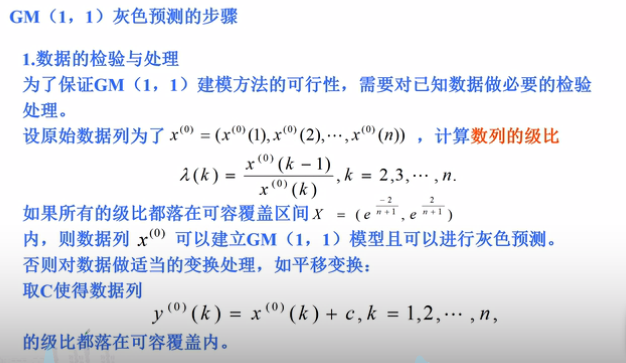 GM（1，1）灰色预测的步骤
1.数据的检验与处理
为了保证GM（1，1）建模方法的可行性，需要对已知数据做必要的检验
处理。
设原始数据列为了 x^(0) = (x^(0)(1), x^(0)(2), ⋯, x^(0)(n)) ，计算数列的级比
λ(k) = x^(0)(k − 1) / x^(0)(k), k = 2,3,⋯, n.
如果所有的级比都落在可容覆盖区间 X = (e^(−2/(n+1)), e^(2/(n+1)))
内，则数据列 x^(0) 可以建立GM（1，1）模型且可以进行灰色预测。
否则对数据做适当的变换处理，如平移变换：
取C使得数据列
y^(0)(k) = x^(0)(k) + c, k = 1,2,⋯, n,
的级比都落在可容覆盖内。